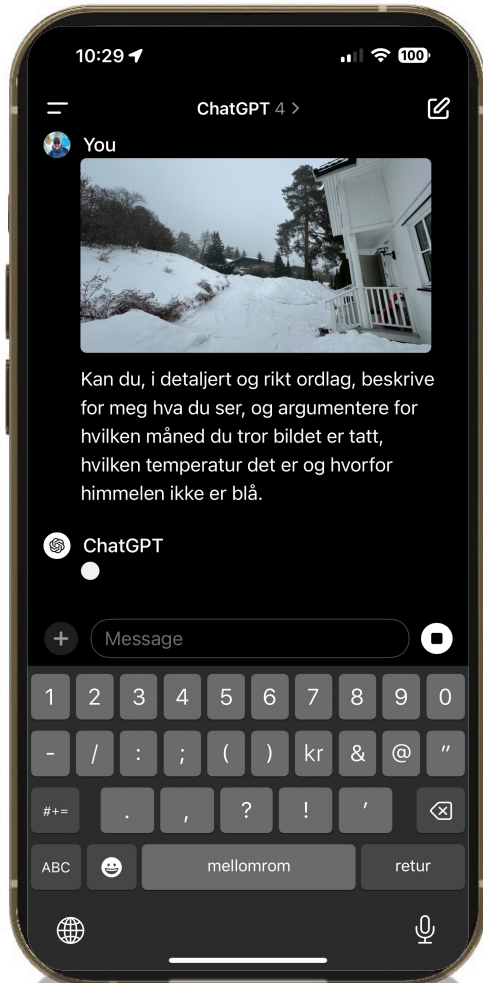 10:29
100
ChatGPT 4 >
You
Kan du, i detaljert og rikt ordlag, beskrive
for meg hva du ser, og argumentere for
hvilken måned du tror bildet er tatt,
hvilken temperatur det er og hvorfor
himmelen ikke er blå.
ChatGPT
+ Message
1 2 3 4 5 6 7 8 9 0
- / : ; ( ) kr & @ "
#+= . , ? ! '
ABC mellomrom retur